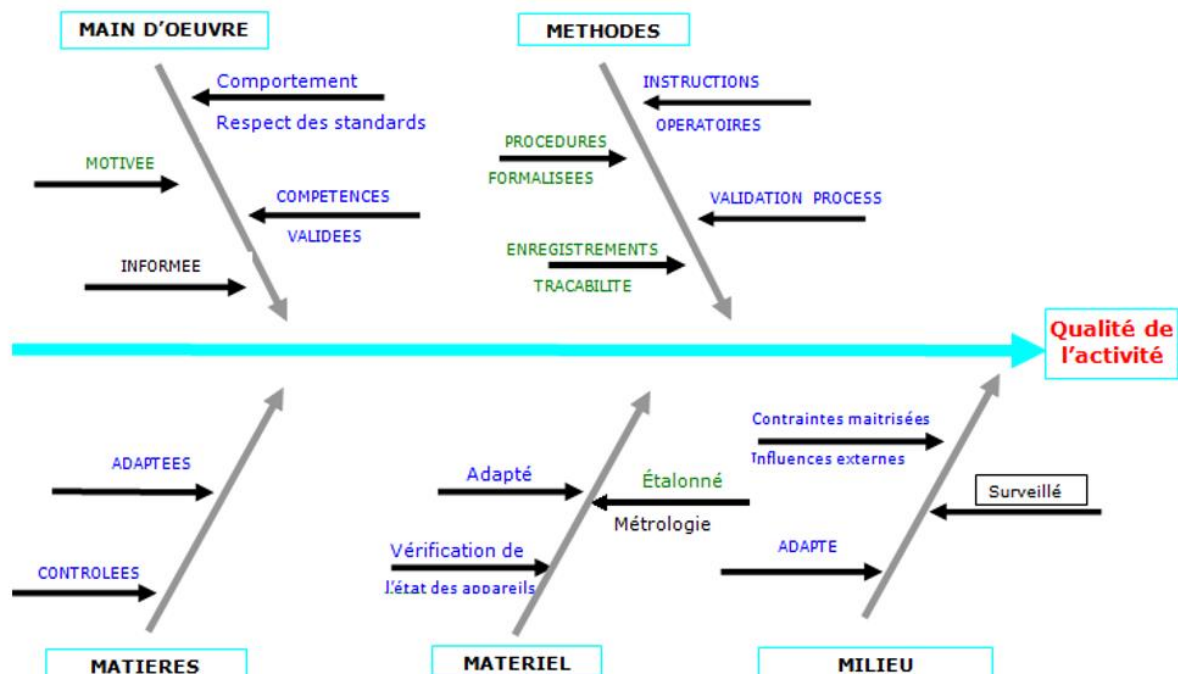 MAIN D'OEUVRE
METHODES
Comportement
Respect des standards
MOTIVEE
COMPETENCES
VALIDEES
INFORMEE
INSTRUCTIONS
OPERATOIRES
PROCEDURES
FORMALISEES
VALIDATION PROCESS
ENREGISTREMENTS
TRACABILITE
Qualité de
l'activité
ADAPTEES
CONTROLEES
Adapté
Étalonné
Métrologie
Vérification de
l'état des appareils
Contraintes maitrisées
Influences externes
Surveillé
ADAPTE
MATIERES
MATERIEL
MILIEU